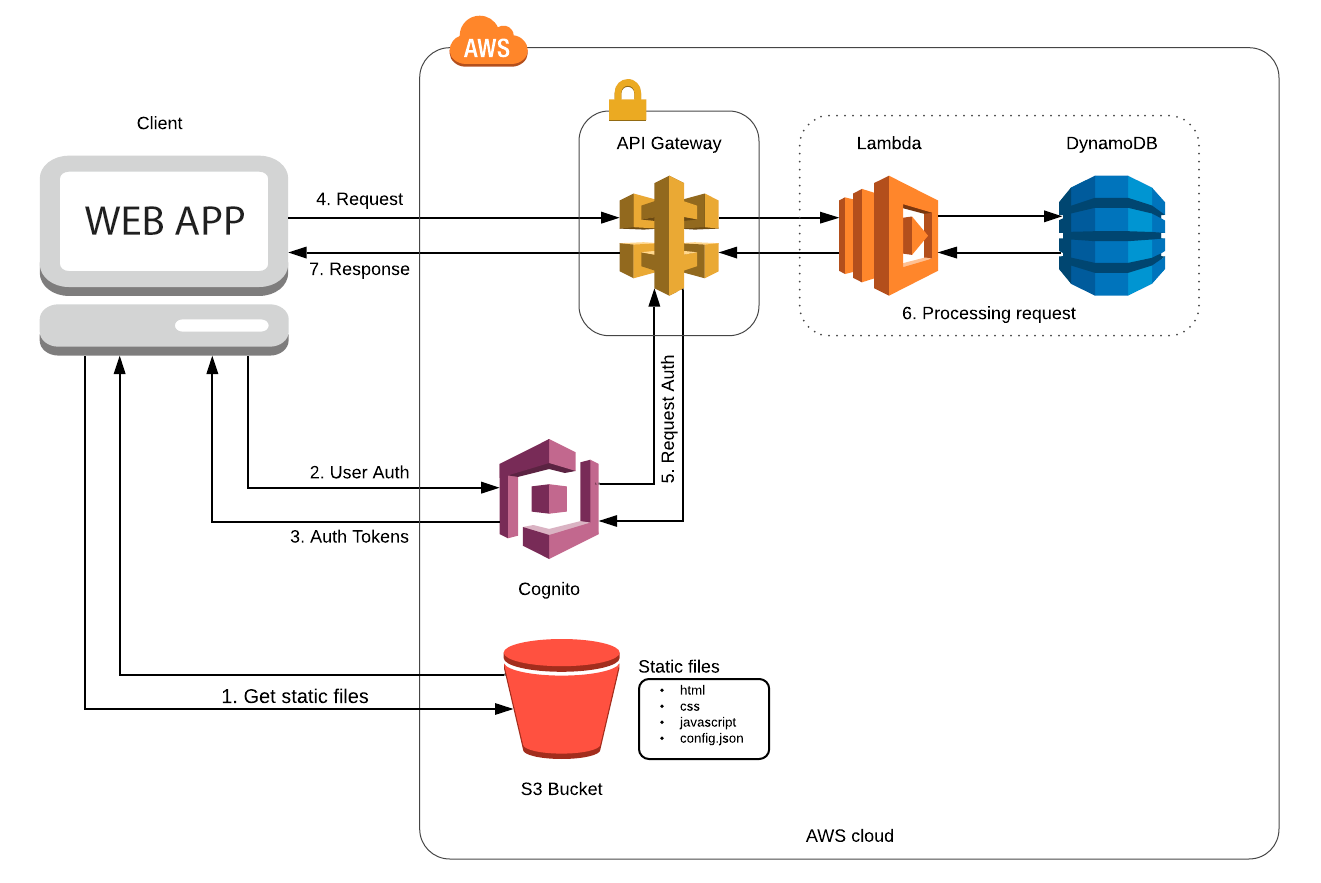 AWS
Client
API Gateway
Lambda
DynamoDB
WEB APP
4. Request
7. Response
6. Processing request
5. Request Auth
2. User Auth
3. Auth Tokens
Cognito
Static files
• html
• css
• javascript
• config.json
1. Get static files
S3 Bucket
AWS cloud